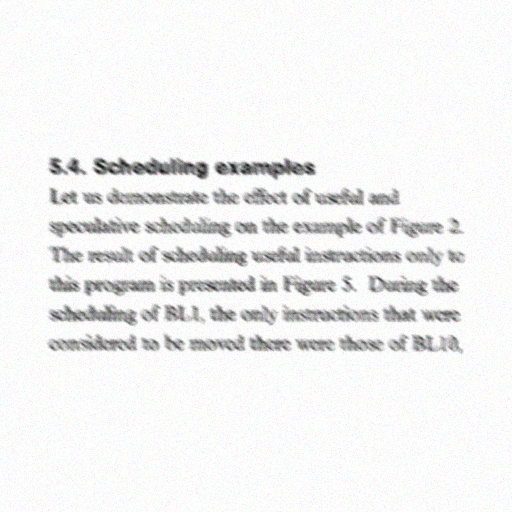 5.4. Scheduling examples
Let us demonstrate the effect of useful and
speculative scheduling on the example of Figure 2.
The result of scheduling useful instructions only to
this program is presented in Figure 5. During the
scheduling of BL1, the only instructions that were
considered to be moved there were those of BL10,